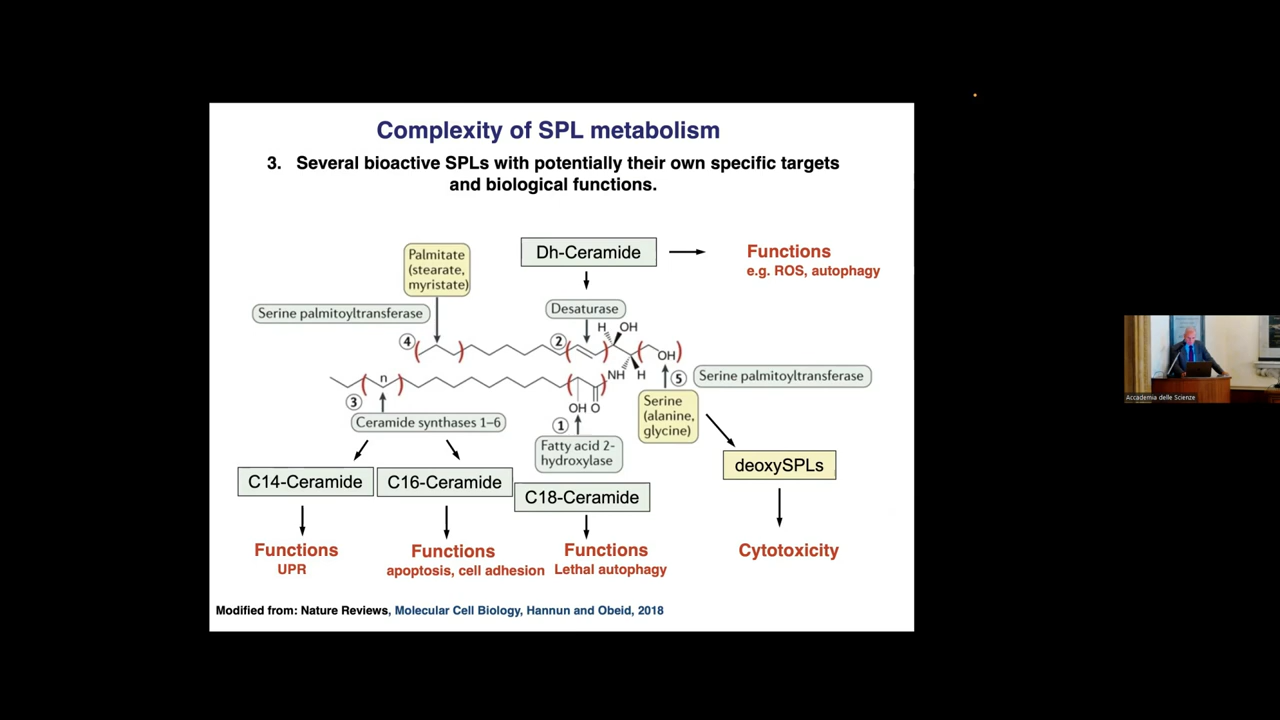 Complexity of SPL metabolism
3. Several bioactive SPLs with potentially their own specific targets
and biological functions.
Dh-Ceramide
Functions
e.g. ROS, autophagy
Palmitate
(stearate,
myristate)
Serine palmitoyltransferase
Desaturase
H
OH
4
2
OH
NH
H
5
Serine palmitoyltransferase
n
3
OH
O
Serine
(alanine,
glycine)
Ceramide synthases 1–6
1
Fatty acid 2-
hydroxylase
deoxySPLs
C14-Ceramide
C16-Ceramide
C18-Ceramide
Functions
UPR
Functions
apoptosis, cell adhesion
Functions
Lethal autophagy
Cytotoxicity
Modified from: Nature Reviews, Molecular Cell Biology, Hannun and Obeid, 2018
Accademia delle Scienze